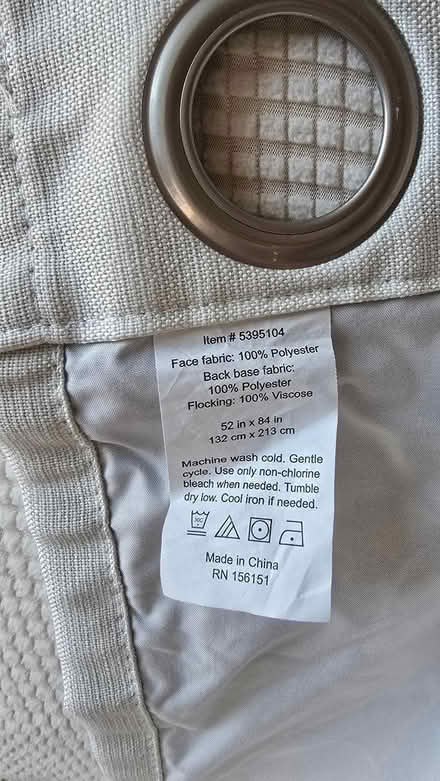 Item # 5395104
Face fabric: 100% Polyester
Back base fabric:
100% Polyester
Flocking: 100% Viscose
52 in x 84 in
132 cm x 213 cm
Machine wash cold. Gentle
cycle. Use only non-chlorine
bleach when needed. Tumble
dry low. Cool iron if needed.
Made in China
RN 156151